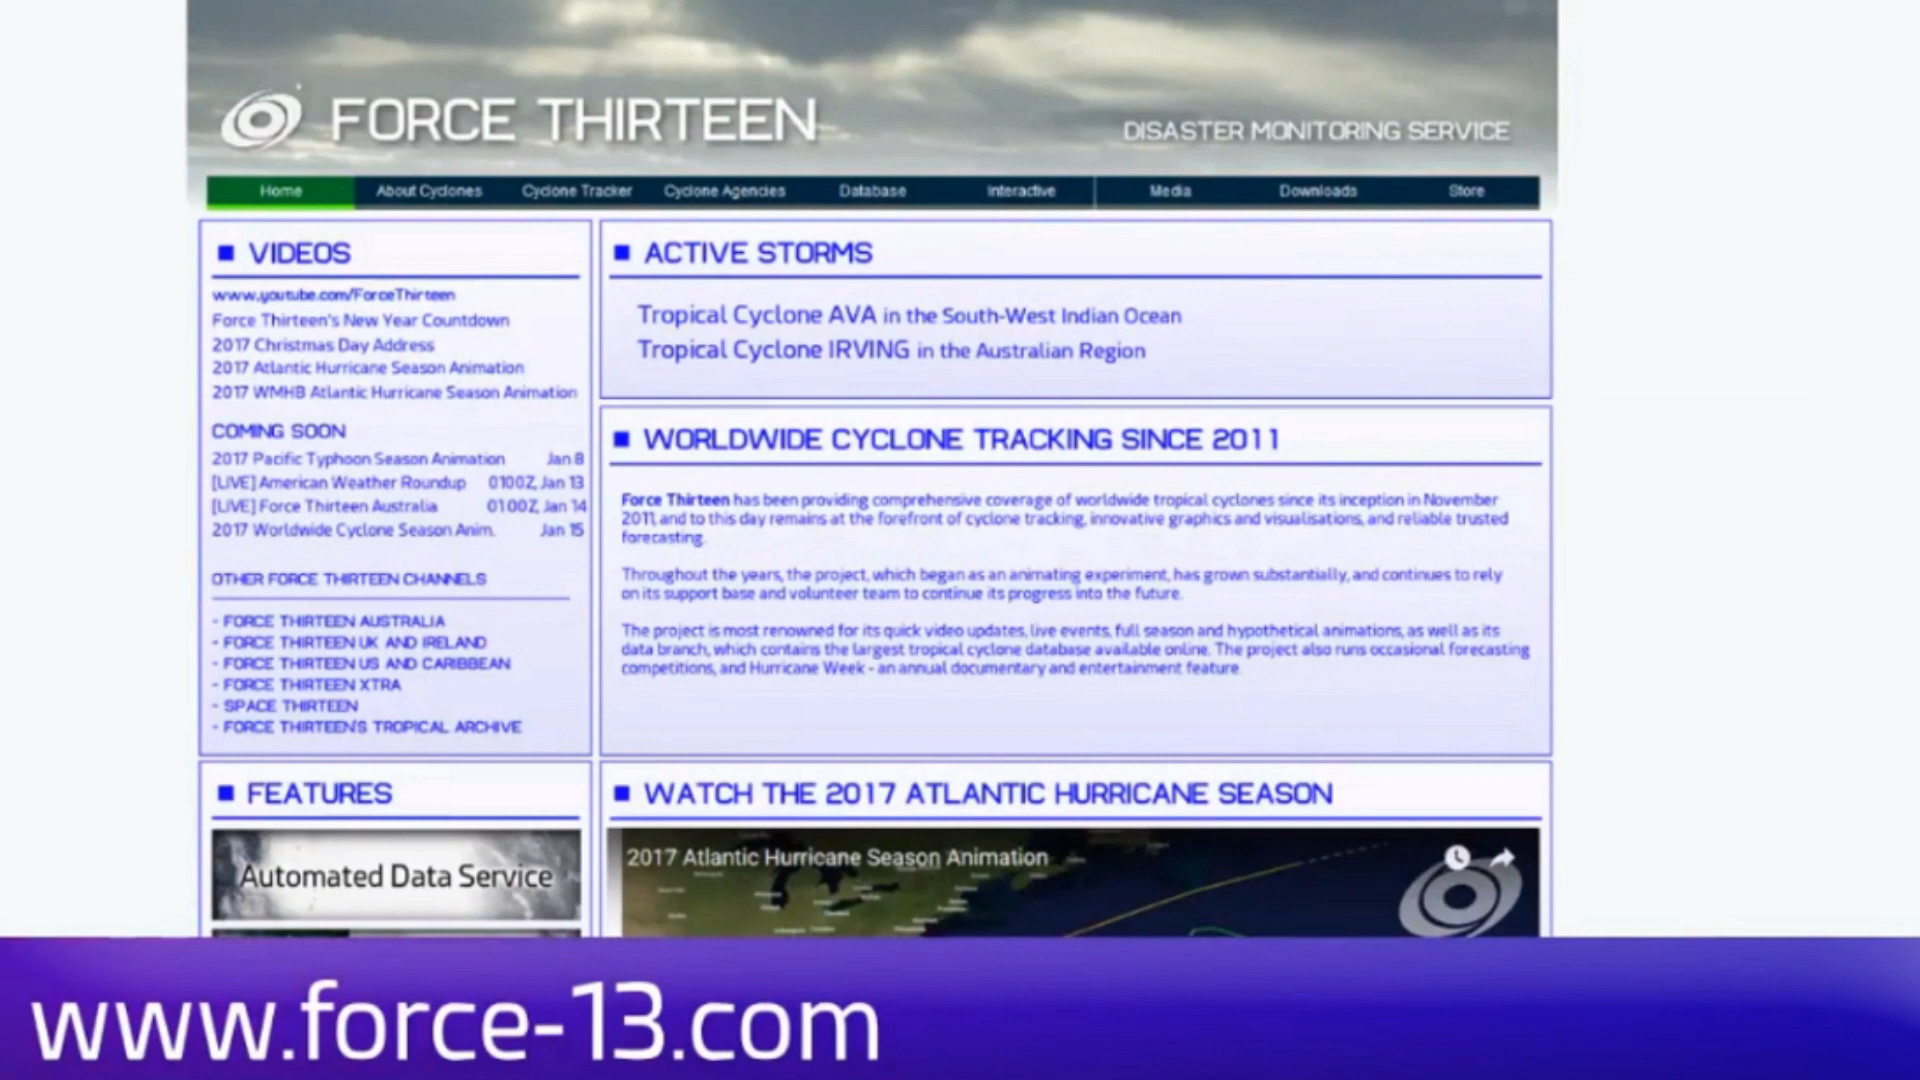 FORCE THIRTEEN
DISASTER MONITORING SERVICE
Home About Cyclones Cyclone Tracker Cyclone Agencies Database Interactive Media Downloads Store
VIDEOS
www.youtube.com/ForceThirteen
Force Thirteen's New Year Countdown
2017 Christmas Day Address
2017 Atlantic Hurricane Season Animation
2017 WMHB Atlantic Hurricane Season Animation
COMING SOON
2017 Pacific Typhoon Season Animation Jan 8
[LIVE] American Weather Roundup 0100Z, Jan 13
[LIVE] Force Thirteen Australia 0100Z, Jan 14
2017 Worldwide Cyclone Season Anim. Jan 15
OTHER FORCE THIRTEEN CHANNELS
- FORCE THIRTEEN AUSTRALIA
- FORCE THIRTEEN UK AND IRELAND
- FORCE THIRTEEN US AND CARIBBEAN
- FORCE THIRTEEN XTRA
- SPACE THIRTEEN
- FORCE THIRTEEN'S TROPICAL ARCHIVE
ACTIVE STORMS
Tropical Cyclone AVA in the South-West Indian Ocean
Tropical Cyclone IRVING in the Australian Region
WORLDWIDE CYCLONE TRACKING SINCE 2011
Force Thirteen has been providing comprehensive coverage of worldwide tropical cyclones since its inception in November
2011, and to this day remains at the forefront of cyclone tracking, innovative graphics and visualisations, and reliable trusted
forecasting.
Throughout the years, the project, which began as an animating experiment, has grown substantially, and continues to rely
on its support base and volunteer team to continue its progress into the future.
The project is most renowned for its quick video updates, live events, full season and hypothetical animations, as well as its
data branch, which contains the largest tropical cyclone database available online. The project also runs occasional forecasting
competitions, and Hurricane Week - an annual documentary and entertainment feature.
FEATURES
Automated Data Service
WATCH THE 2017 ATLANTIC HURRICANE SEASON
2017 Atlantic Hurricane Season Animation
www.force-13.com